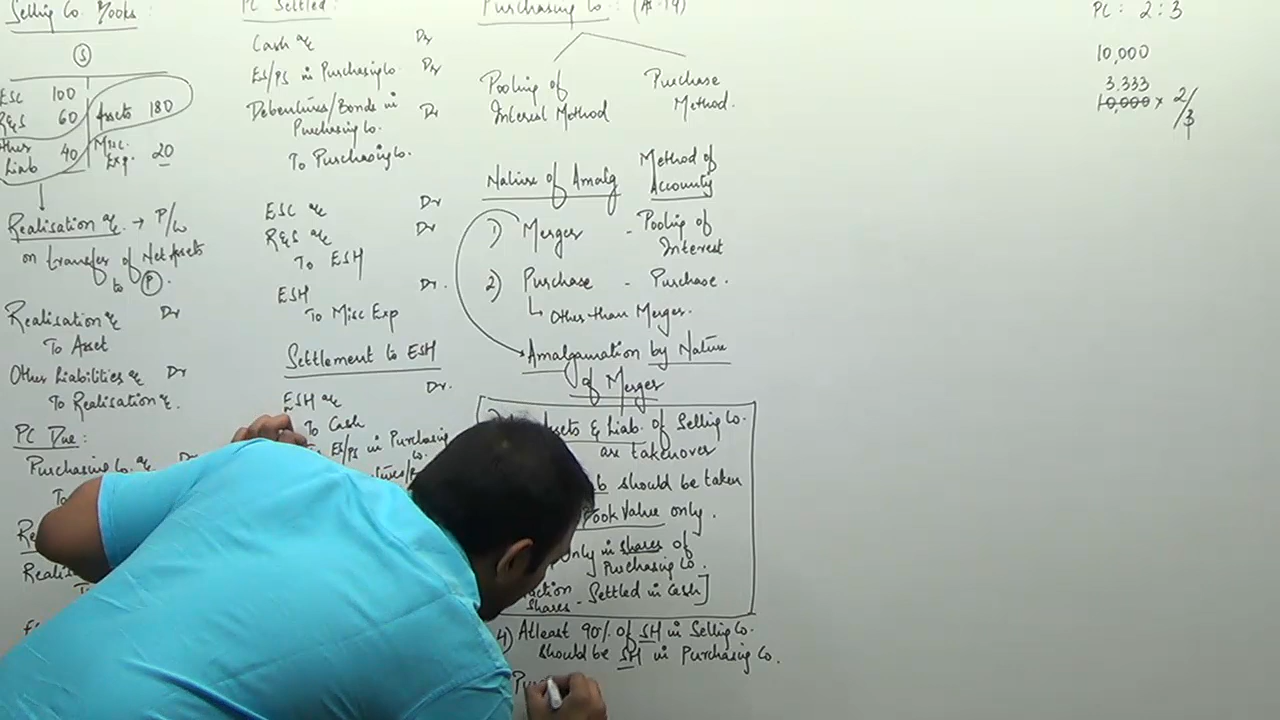 Selling Co. Books:
S
ESC 100
R&S 60
Assets 180
Other Liab 40
Misc. Exp. 20
Realisation a/c → P/L
on transfer of Net Assets
to P.
Realisation a/c Dr
To Asset
Other Liabilities a/c Dr
To Realisation a/c.
PC Due:
Purchasing Co. a/c Dr
PC Settled:
Cash a/c Dr
ES/PS in Purchasing Co. Dr
Debentures/Bonds in Dr
Purchasing Co.
To Purchasing Co.
ESC a/c Dr
R&S a/c Dr
To ESH
ESH Dr.
To Misc Exp
Settlement to ESH
ESH a/c Dr.
To Cash
ES/PS in Purchasing
Co.
Purchasing Co: (AS-14)
Pooling of
Interest Method
Purchase
Method.
Nature of Amalg
Method of
Accounty
1) Merger - Pooling of
Interest
2) Purchase - Purchase.
Other than Merger.
Amalgamation by Nature
of Merger
Assets & Liab. of Selling Co.
are takenover
should be taken
Book Value only.
Only in shares of
Purchasing Co.
shares - Settled in Cash]
4) Atleast 90% of SH in Selling Co.
should be SH in Purchasing Co.
PC: 2:3
10,000
3.333
10,000 × 2/3